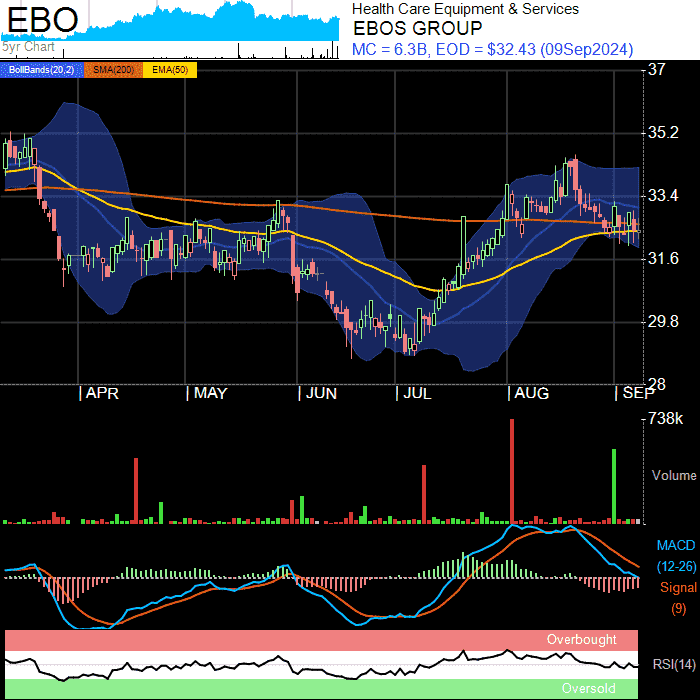 EBO
5yr Chart
Health Care Equipment & Services
EBOS GROUP
MC = 6.3B, EOD = $32.43 (09Sep2024)
BollBands(20,2) SMA(200) EMA(50)
37
35.2
33.4
31.6
29.8
28
APR MAY JUN JUL AUG SEP
738k
Volume
MACD
(12-26)
Signal
(9)
Overbought
RSI(14)
Oversold